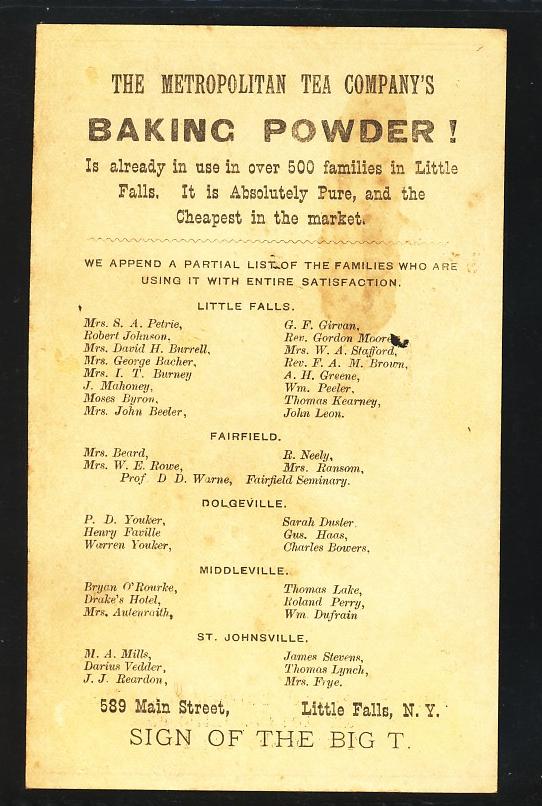 THE METROPOLITAN TEA COMPANY'S
BAKING POWDER!
Is already in use in over 500 families in Little
Falls. It is Absolutely Pure, and the
Cheapest in the market.
WE APPEND A PARTIAL LIST OF THE FAMILIES WHO ARE
USING IT WITH ENTIRE SATISFACTION.
LITTLE FALLS.
Mrs. S. A. Petrie, G. F. Girvan,
Robert Johnson, Rev. Gordon Moore
Mrs. David H. Burrell, Mrs. W. A. Stafford,
Mrs. George Bacher, Rev. F. A. M. Brown,
Mrs. I. T. Burney A. H. Greene,
J. Mahoney, Wm. Peeler,
Moses Byron, Thomas Kearney,
Mrs. John Beeler, John Leon.
FAIRFIELD.
Mrs. Beard, R. Neely,
Mrs. W. E. Rowe, Mrs. Ransom,
Prof D D. Warne, Fairfield Seminary.
DOLGEVILLE.
P. D. Youker, Sarah Dusler.
Henry Faville Gus. Haas,
Warren Youker, Charles Bowers.
MIDDLEVILLE.
Bryan O'Rourke, Thomas Lake,
Drake's Hotel, Roland Perry,
Mrs. Autenraith, Wm. Dufrain
ST. JOHNSVILLE.
M. A. Mills, James Stevens,
Darius Vedder, Thomas Lynch,
J. J. Reardon, Mrs. Frye.
589 Main Street, Little Falls, N. Y.
SIGN OF THE BIG T.